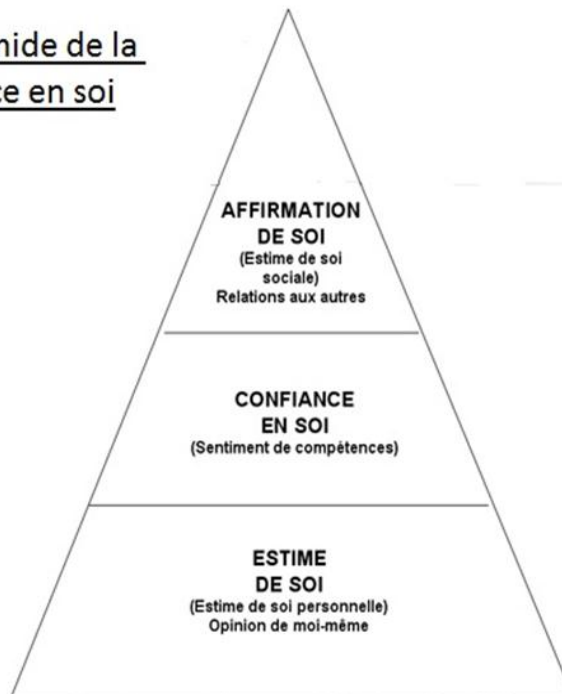 mide de la
ce en soi
AFFIRMATION
DE SOI
(Estime de soi
sociale)
Relations aux autres
CONFIANCE
EN SOI
(Sentiment de compétences)
ESTIME
DE SOI
(Estime de soi personnelle)
Opinion de moi-même